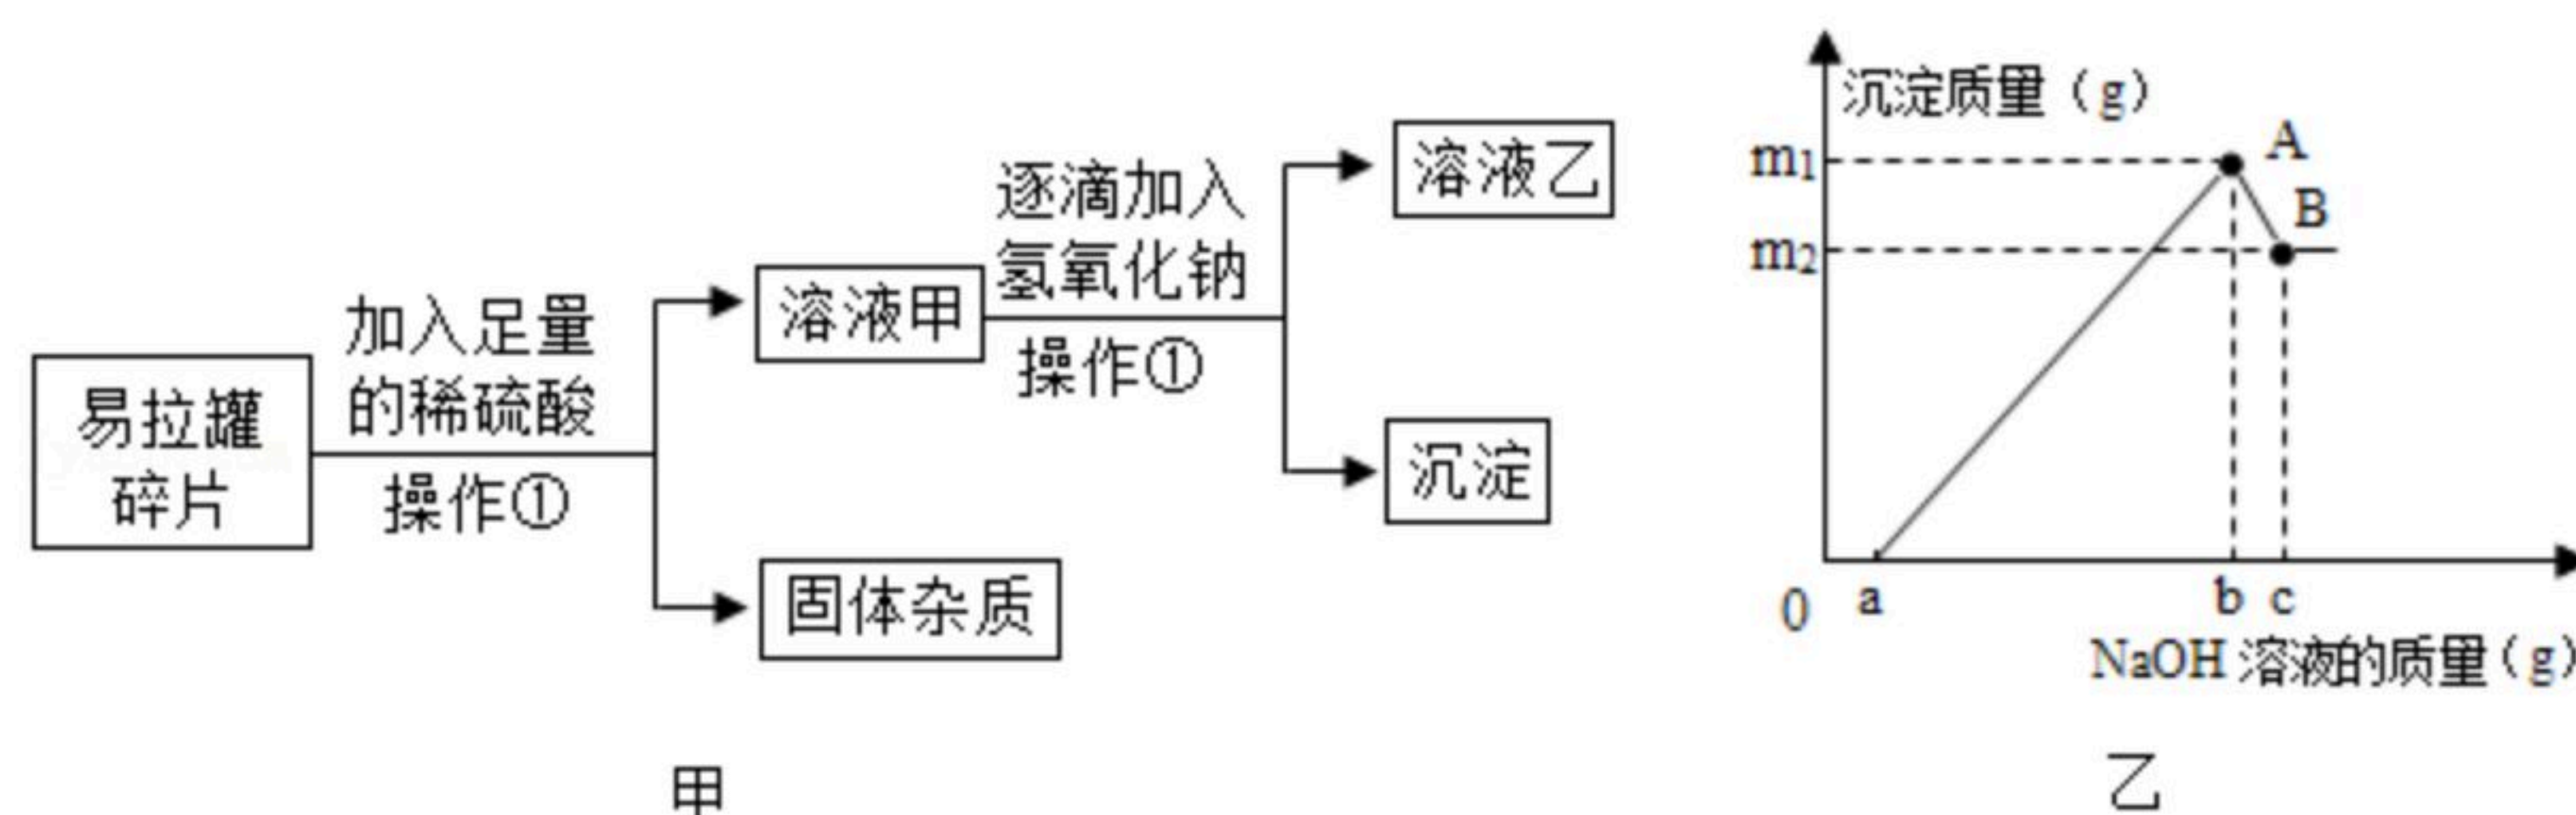 易拉罐
碎片
加入足量
的稀硫酸
操作①
溶液甲
固体杂质
逐滴加入
氢氧化钠
操作①
溶液乙
沉淀
甲
沉淀质量（g）
m1
A
m2
B
0
a
b
c
NaOH 溶液的质量（g）
乙